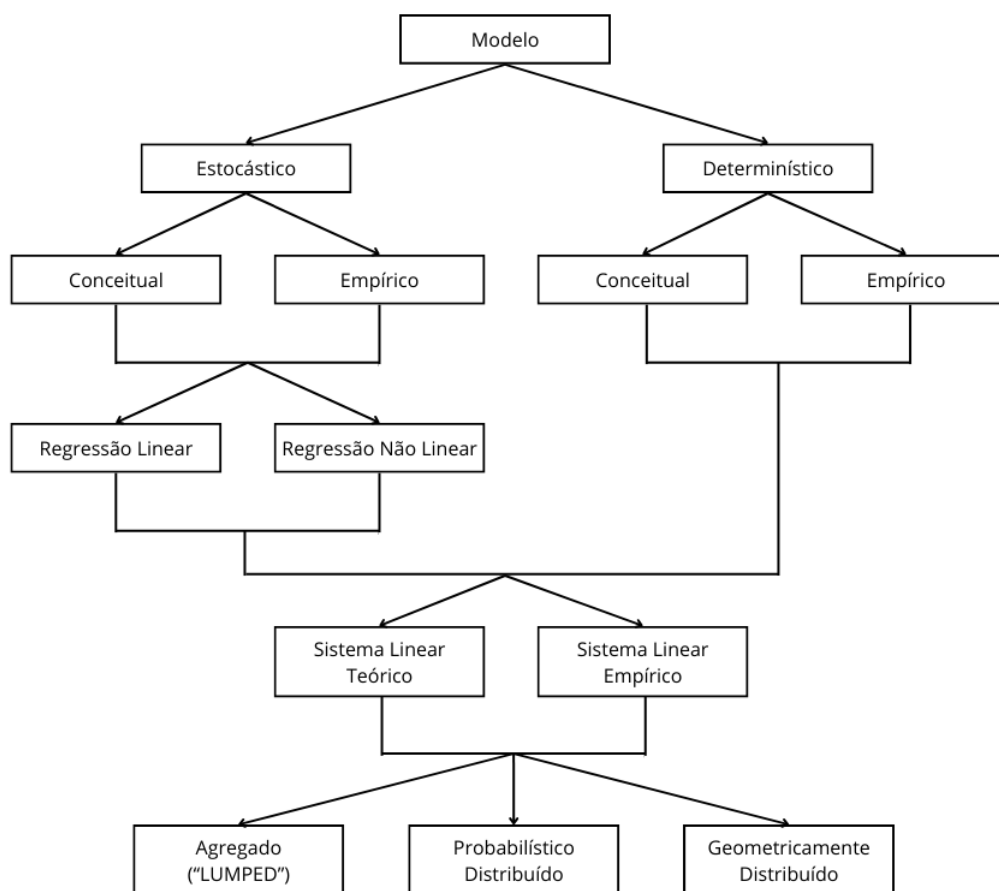 Modelo
Estocástico
Determinístico
Conceitual
Empírico
Conceitual
Empírico
Regressão Linear
Regressão Não Linear
Sistema Linear
Teórico
Sistema Linear
Empírico
Agregado
(“LUMPED”)
Probabilístico
Distribuído
Geometricamente
Distribuído